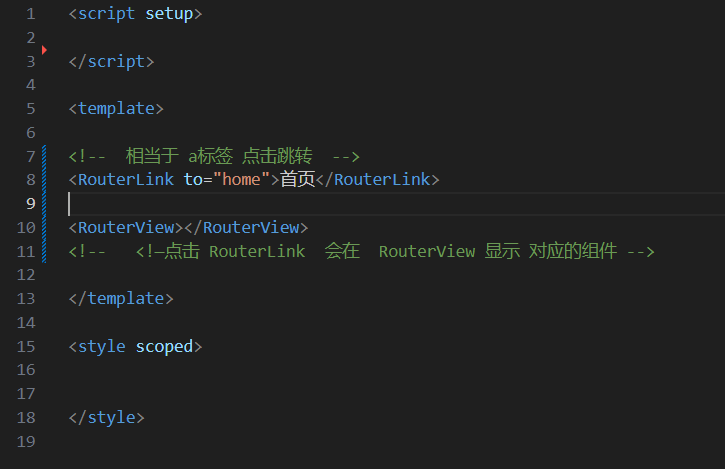 1 <script setup>
2
3 </script>
4
5 <template>
6
7 <!--  相当于 a标签 点击跳转  -->
8 <RouterLink to="home">首页</RouterLink>
9
10 <RouterView></RouterView>
11 <!--   <!—点击 RouterLink  会在  RouterView 显示 对应的组件 -->
12
13 </template>
14
15 <style scoped>
16
17
18 </style>
19